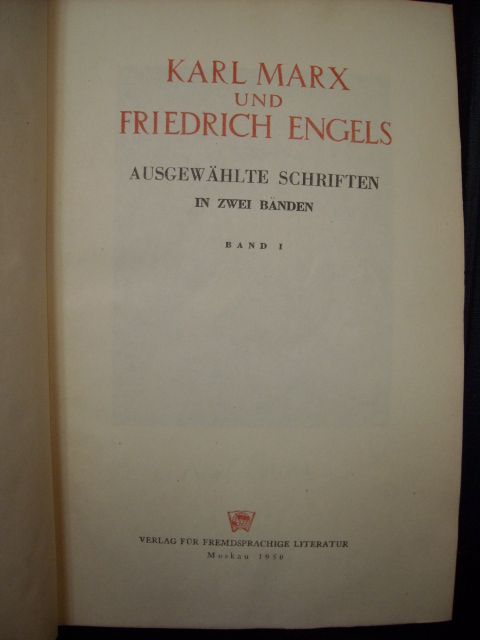 KARL MARX
UND
FRIEDRICH ENGELS
AUSGEWÄHLTE SCHRIFTEN
IN ZWEI BÄNDEN
BAND I
VERLAG FÜR FREMDSPRACHIGE LITERATUR
Moskau 1950